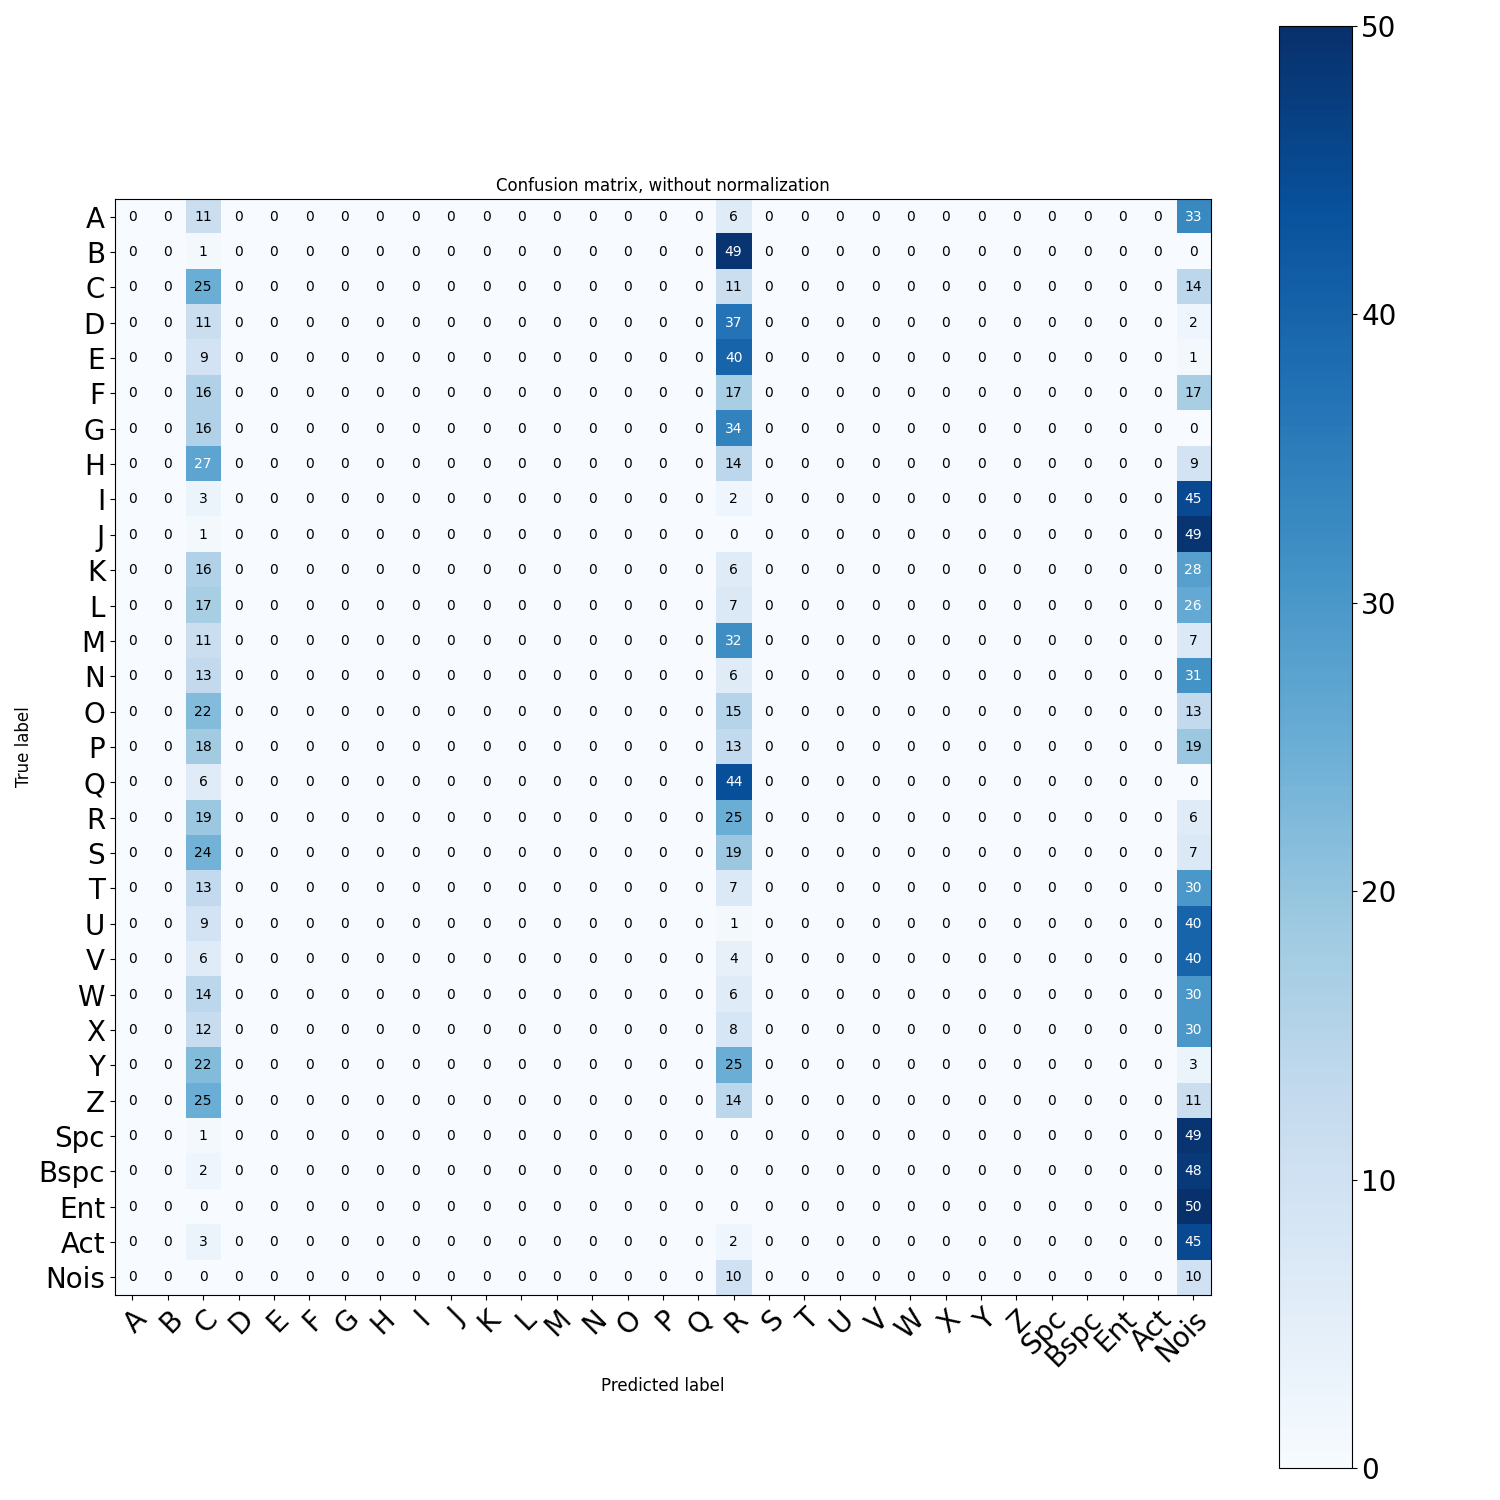 Confusion matrix, without normalization
A 0 0 11 0 0 0 0 0 0 0 0 0 0 0 0 0 0 6 0 0 0 0 0 0 0 0 0 0 0 0 33
B 0 0 1 0 0 0 0 0 0 0 0 0 0 0 0 0 0 49 0 0 0 0 0 0 0 0 0 0 0 0 0
C 0 0 25 0 0 0 0 0 0 0 0 0 0 0 0 0 0 11 0 0 0 0 0 0 0 0 0 0 0 0 14
D 0 0 11 0 0 0 0 0 0 0 0 0 0 0 0 0 0 37 0 0 0 0 0 0 0 0 0 0 0 0 2
E 0 0 9 0 0 0 0 0 0 0 0 0 0 0 0 0 0 40 0 0 0 0 0 0 0 0 0 0 0 0 1
F 0 0 16 0 0 0 0 0 0 0 0 0 0 0 0 0 0 17 0 0 0 0 0 0 0 0 0 0 0 0 17
G 0 0 16 0 0 0 0 0 0 0 0 0 0 0 0 0 0 34 0 0 0 0 0 0 0 0 0 0 0 0 0
H 0 0 27 0 0 0 0 0 0 0 0 0 0 0 0 0 0 14 0 0 0 0 0 0 0 0 0 0 0 0 9
I 0 0 3 0 0 0 0 0 0 0 0 0 0 0 0 0 0 2 0 0 0 0 0 0 0 0 0 0 0 0 45
J 0 0 1 0 0 0 0 0 0 0 0 0 0 0 0 0 0 0 0 0 0 0 0 0 0 0 0 0 0 0 49
K 0 0 16 0 0 0 0 0 0 0 0 0 0 0 0 0 0 6 0 0 0 0 0 0 0 0 0 0 0 0 28
L 0 0 17 0 0 0 0 0 0 0 0 0 0 0 0 0 0 7 0 0 0 0 0 0 0 0 0 0 0 0 26
M 0 0 11 0 0 0 0 0 0 0 0 0 0 0 0 0 0 32 0 0 0 0 0 0 0 0 0 0 0 0 7
N 0 0 13 0 0 0 0 0 0 0 0 0 0 0 0 0 0 6 0 0 0 0 0 0 0 0 0 0 0 0 31
O 0 0 22 0 0 0 0 0 0 0 0 0 0 0 0 0 0 15 0 0 0 0 0 0 0 0 0 0 0 0 13
P 0 0 18 0 0 0 0 0 0 0 0 0 0 0 0 0 0 13 0 0 0 0 0 0 0 0 0 0 0 0 19
Q 0 0 6 0 0 0 0 0 0 0 0 0 0 0 0 0 0 44 0 0 0 0 0 0 0 0 0 0 0 0 0
R 0 0 19 0 0 0 0 0 0 0 0 0 0 0 0 0 0 25 0 0 0 0 0 0 0 0 0 0 0 0 6
S 0 0 24 0 0 0 0 0 0 0 0 0 0 0 0 0 0 19 0 0 0 0 0 0 0 0 0 0 0 0 7
T 0 0 13 0 0 0 0 0 0 0 0 0 0 0 0 0 0 7 0 0 0 0 0 0 0 0 0 0 0 0 30
U 0 0 9 0 0 0 0 0 0 0 0 0 0 0 0 0 0 1 0 0 0 0 0 0 0 0 0 0 0 0 40
V 0 0 6 0 0 0 0 0 0 0 0 0 0 0 0 0 0 4 0 0 0 0 0 0 0 0 0 0 0 0 40
W 0 0 14 0 0 0 0 0 0 0 0 0 0 0 0 0 0 6 0 0 0 0 0 0 0 0 0 0 0 0 30
X 0 0 12 0 0 0 0 0 0 0 0 0 0 0 0 0 0 8 0 0 0 0 0 0 0 0 0 0 0 0 30
Y 0 0 22 0 0 0 0 0 0 0 0 0 0 0 0 0 0 25 0 0 0 0 0 0 0 0 0 0 0 0 3
Z 0 0 25 0 0 0 0 0 0 0 0 0 0 0 0 0 0 14 0 0 0 0 0 0 0 0 0 0 0 0 11
Spc 0 0 1 0 0 0 0 0 0 0 0 0 0 0 0 0 0 0 0 0 0 0 0 0 0 0 0 0 0 0 49
Bspc 0 0 2 0 0 0 0 0 0 0 0 0 0 0 0 0 0 0 0 0 0 0 0 0 0 0 0 0 0 0 48
Ent 0 0 0 0 0 0 0 0 0 0 0 0 0 0 0 0 0 0 0 0 0 0 0 0 0 0 0 0 0 0 50
Act 0 0 3 0 0 0 0 0 0 0 0 0 0 0 0 0 0 2 0 0 0 0 0 0 0 0 0 0 0 0 45
Nois 0 0 0 0 0 0 0 0 0 0 0 0 0 0 0 0 0 10 0 0 0 0 0 0 0 0 0 0 0 0 10
A B C D E F G H I J K L M N O P Q R S T U V W X Y Z Spc Bspc Ent Act Nois
Predicted label
True label
50
40
30
20
10
0